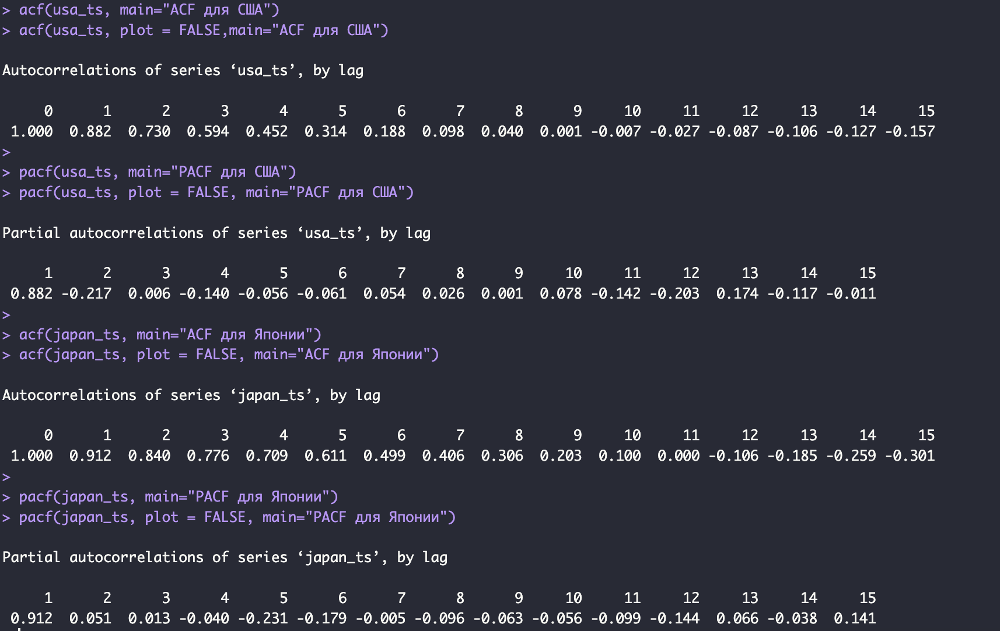 > acf(usa_ts, main="ACF для США")
> acf(usa_ts, plot = FALSE,main="ACF для США")
Autocorrelations of series ‘usa_ts’, by lag
0 1 2 3 4 5 6 7 8 9 10 11 12 13 14 15
1.000 0.882 0.730 0.594 0.452 0.314 0.188 0.098 0.040 0.001 -0.007 -0.027 -0.087 -0.106 -0.127 -0.157
>
> pacf(usa_ts, main="PACF для США")
> pacf(usa_ts, plot = FALSE, main="PACF для США")
Partial autocorrelations of series ‘usa_ts’, by lag
1 2 3 4 5 6 7 8 9 10 11 12 13 14 15
0.882 -0.217 0.006 -0.140 -0.056 -0.061 0.054 0.026 0.001 0.078 -0.142 -0.203 0.174 -0.117 -0.011
>
> acf(japan_ts, main="ACF для Японии")
> acf(japan_ts, plot = FALSE, main="ACF для Японии")
Autocorrelations of series ‘japan_ts’, by lag
0 1 2 3 4 5 6 7 8 9 10 11 12 13 14 15
1.000 0.912 0.840 0.776 0.709 0.611 0.499 0.406 0.306 0.203 0.100 0.000 -0.106 -0.185 -0.259 -0.301
>
> pacf(japan_ts, main="PACF для Японии")
> pacf(japan_ts, plot = FALSE, main="PACF для Японии")
Partial autocorrelations of series ‘japan_ts’, by lag
1 2 3 4 5 6 7 8 9 10 11 12 13 14 15
0.912 0.051 0.013 -0.040 -0.231 -0.179 -0.005 -0.096 -0.063 -0.056 -0.099 -0.144 0.066 -0.038 0.141